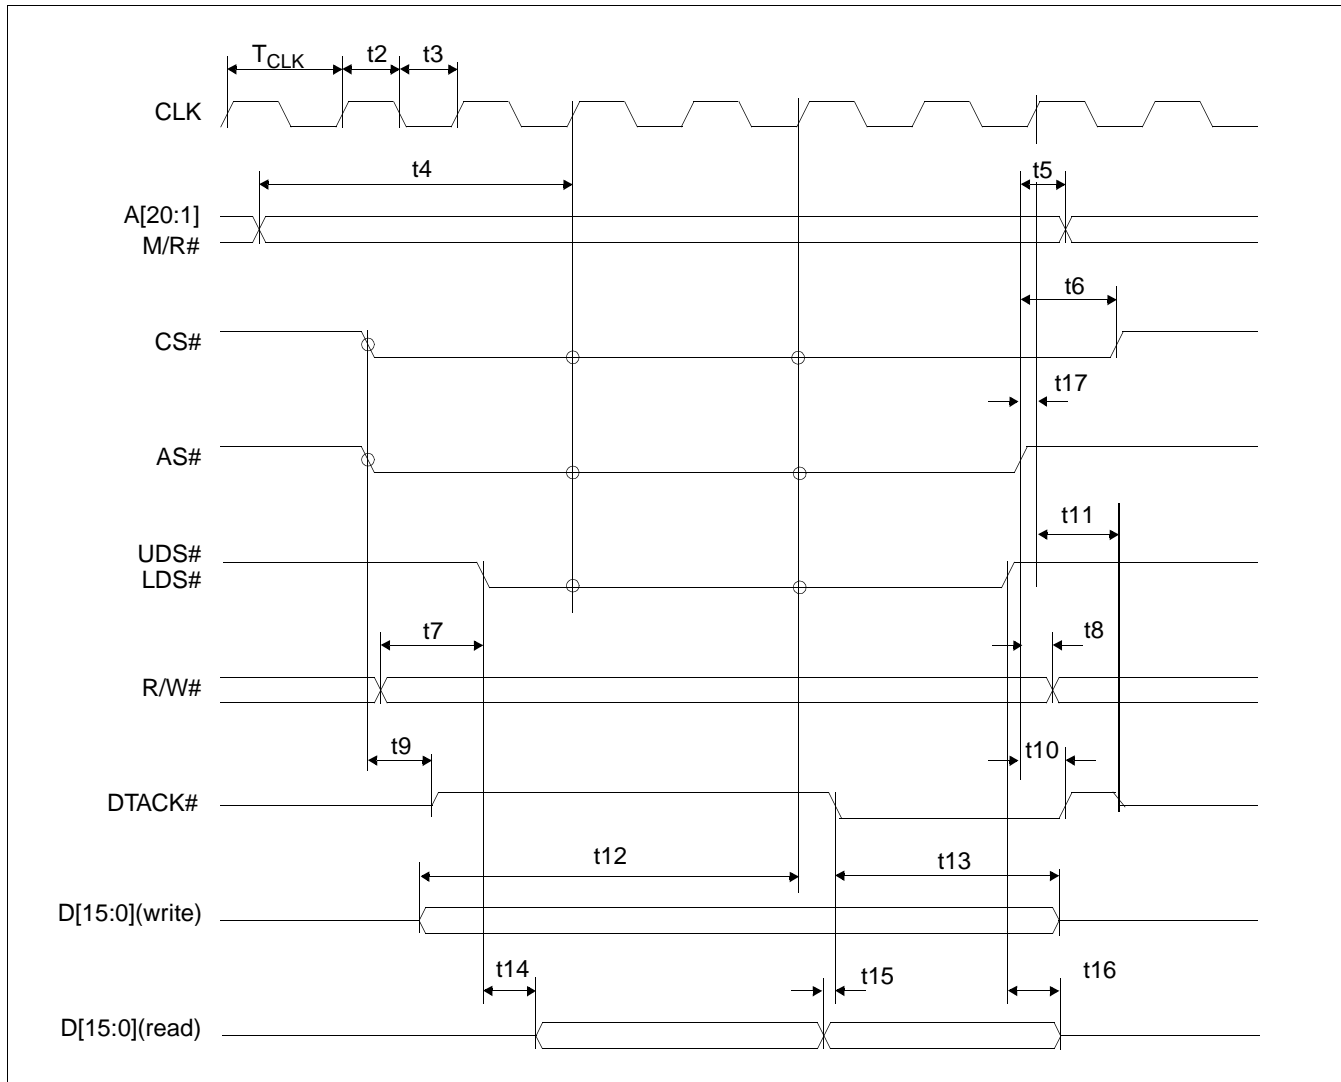 TCLK t2 t3
CLK
t4 t5
A[20:1]
M/R#
t6
CS#
t17
AS#
t11
UDS#
LDS#
t7 t8
R/W#
t9 t10
DTACK#
t12 t13
D[15:0](write)
t14 t15 t16
D[15:0](read)